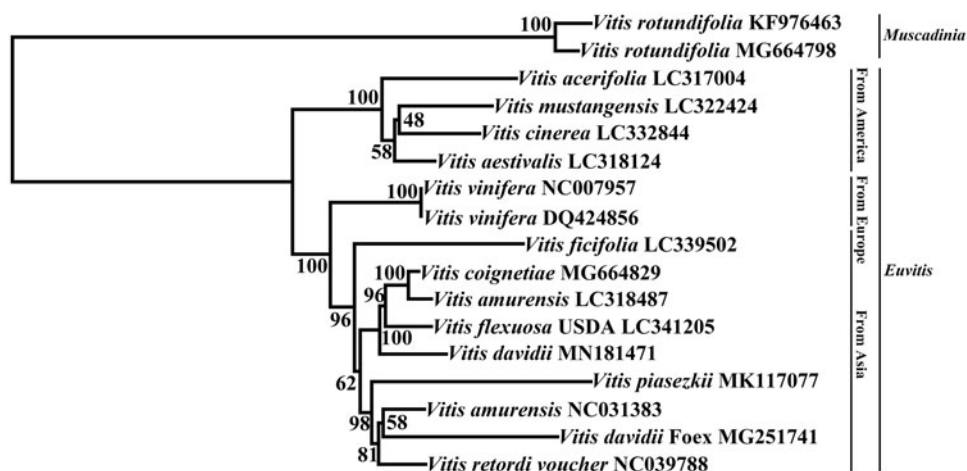 100
Vitis rotundifolia KF976463
Vitis rotundifolia MG664798
Muscadinia
100
Vitis acerifolia LC317004
Vitis mustangensis LC322424
48
Vitis cinerea LC332844
58
Vitis aestivalis LC318124
From America
100
Vitis vinifera NC007957
Vitis vinifera DQ424856
From Europe
100
Vitis ficifolia LC339502
Euvitis
100
Vitis coignetiae MG664829
96
Vitis amurensis LC318487
96
Vitis flexuosa USDA LC341205
100
Vitis davidii MN181471
From Asia
62
Vitis piasezkii MK117077
Vitis amurensis NC031383
98
58
Vitis davidii Foex MG251741
81
Vitis retordi voucher NC039788